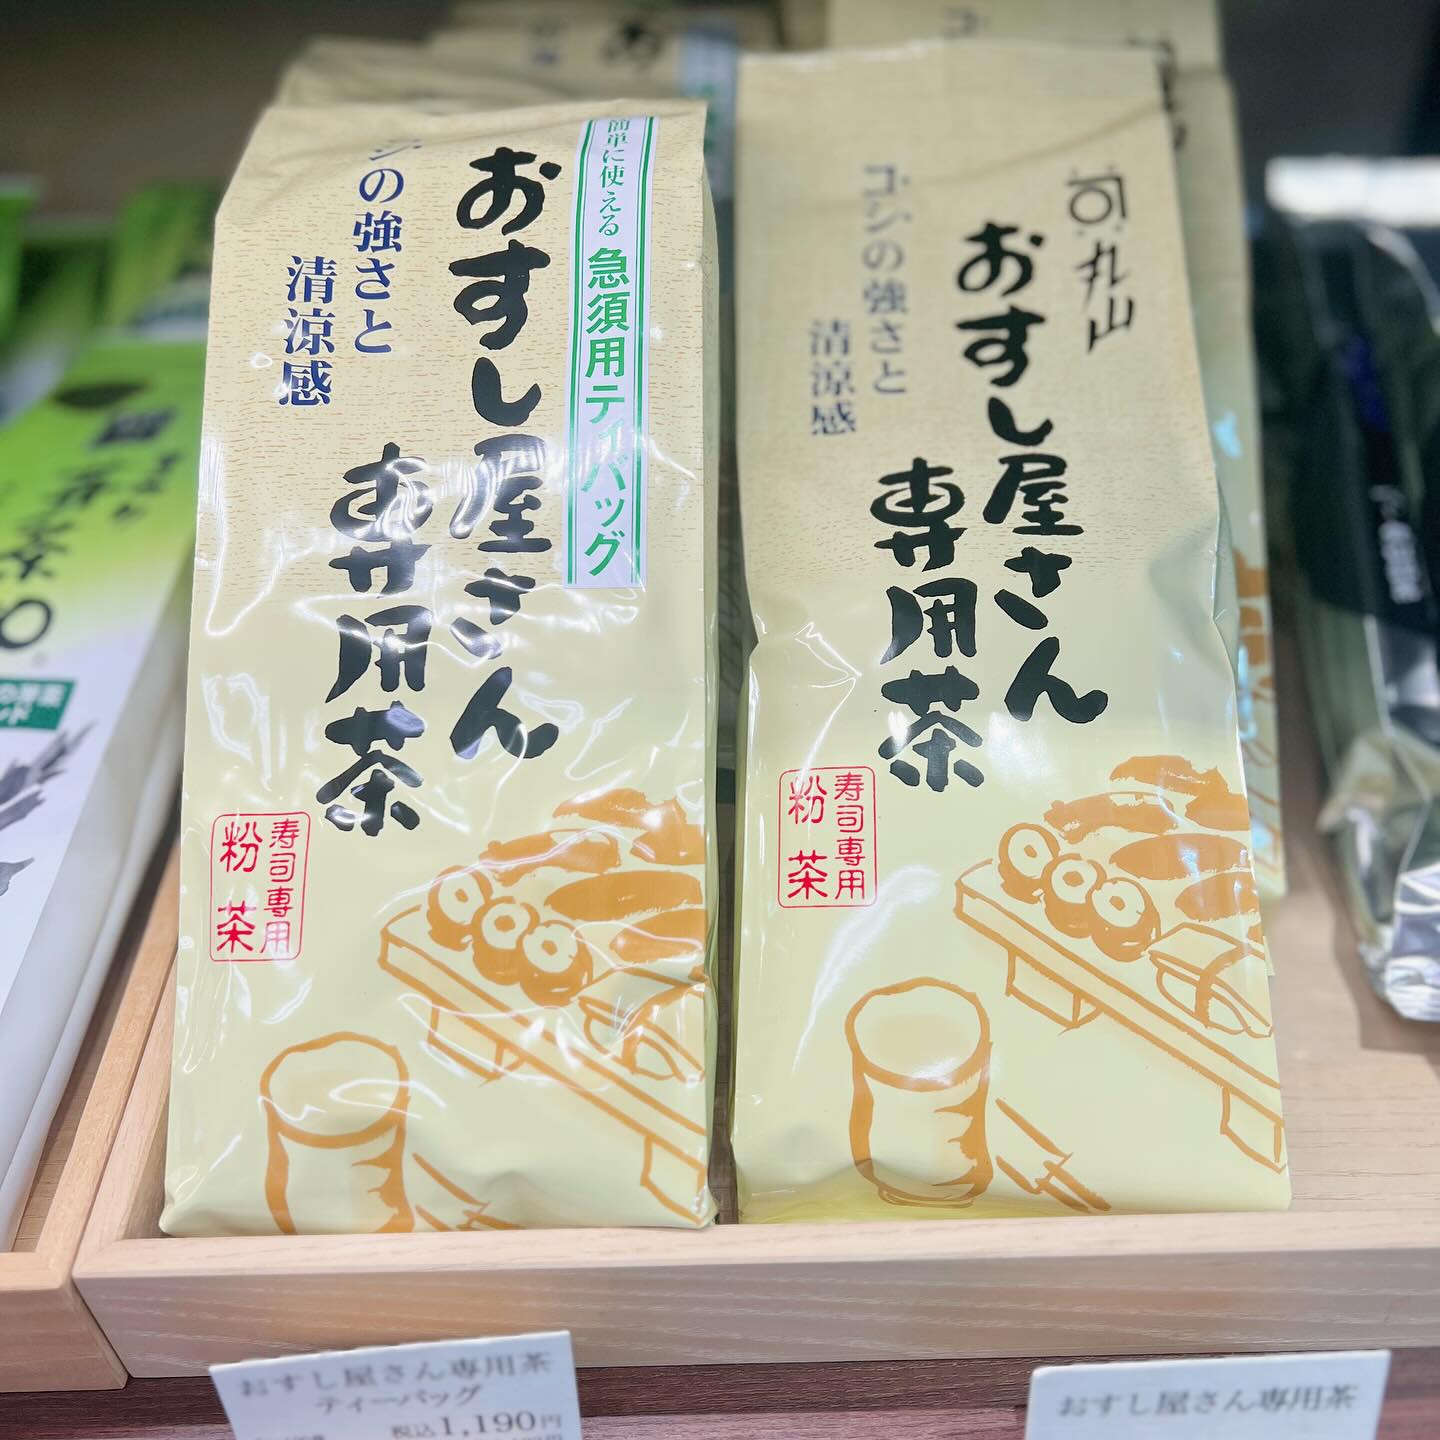 簡単に使える 急須用ティバッグ
おすし屋さん
専用茶
シの強さと
清涼感
寿司専用
粉茶
丸山
おすし屋さん
専用茶
コシの強さと
清涼感
寿司専用
粉茶
おすし屋さん専用茶
ティーバッグ
税込1,190円
おすし屋さん専用茶